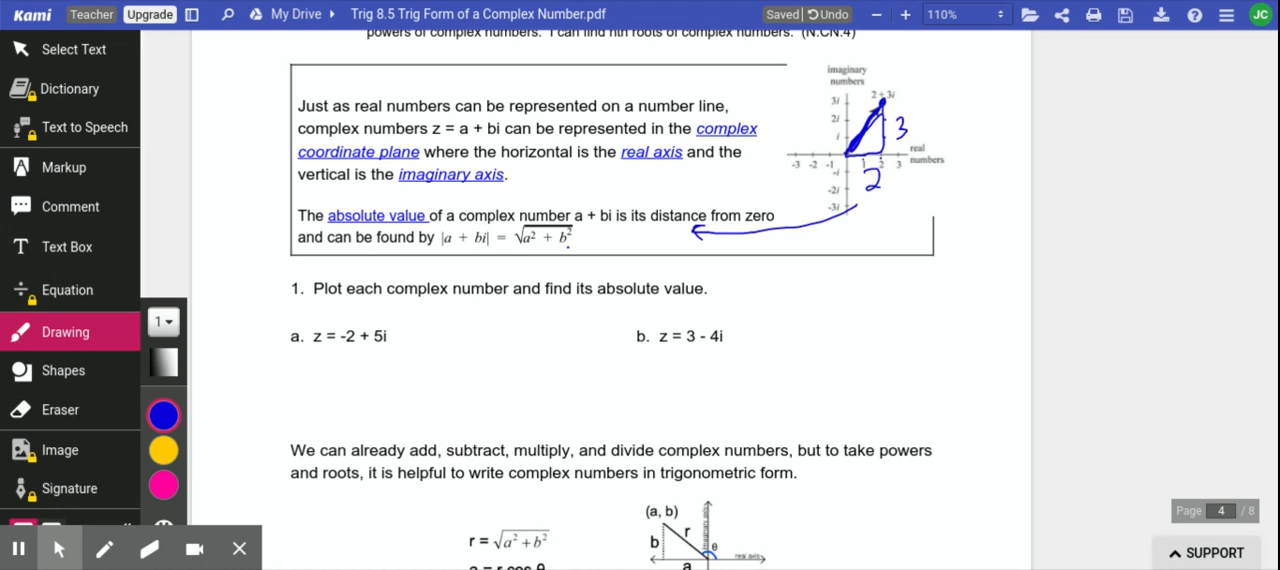 Kami Teacher Upgrade My Drive Trig 8.5 Trig Form of a Complex Number.pdf Saved Undo 110% JC
Select Text
Dictionary
Text to Speech
Markup
Comment
Text Box
Equation
Drawing
Shapes
Eraser
Image
Signature
1
powers of complex numbers. I can find nth roots of complex numbers. (N.CN.4)
Just as real numbers can be represented on a number line,
complex numbers z = a + bi can be represented in the complex
coordinate plane where the horizontal is the real axis and the
vertical is the imaginary axis.
The absolute value of a complex number a + bi is its distance from zero
and can be found by |a + bi| = √a² + b²
imaginary
numbers
2 + 3i
3i
2i
i
3
real
numbers
-3 -2 -1 1 2 3
-i
-2i
-3i
2
1. Plot each complex number and find its absolute value.
a. z = -2 + 5i b. z = 3 - 4i
We can already add, subtract, multiply, and divide complex numbers, but to take powers
and roots, it is helpful to write complex numbers in trigonometric form.
r = √a² + b²
a = r cos θ
(a, b)
r
b
θ
imaginary axis
real axis
a
Page 4 / 8
SUPPORT